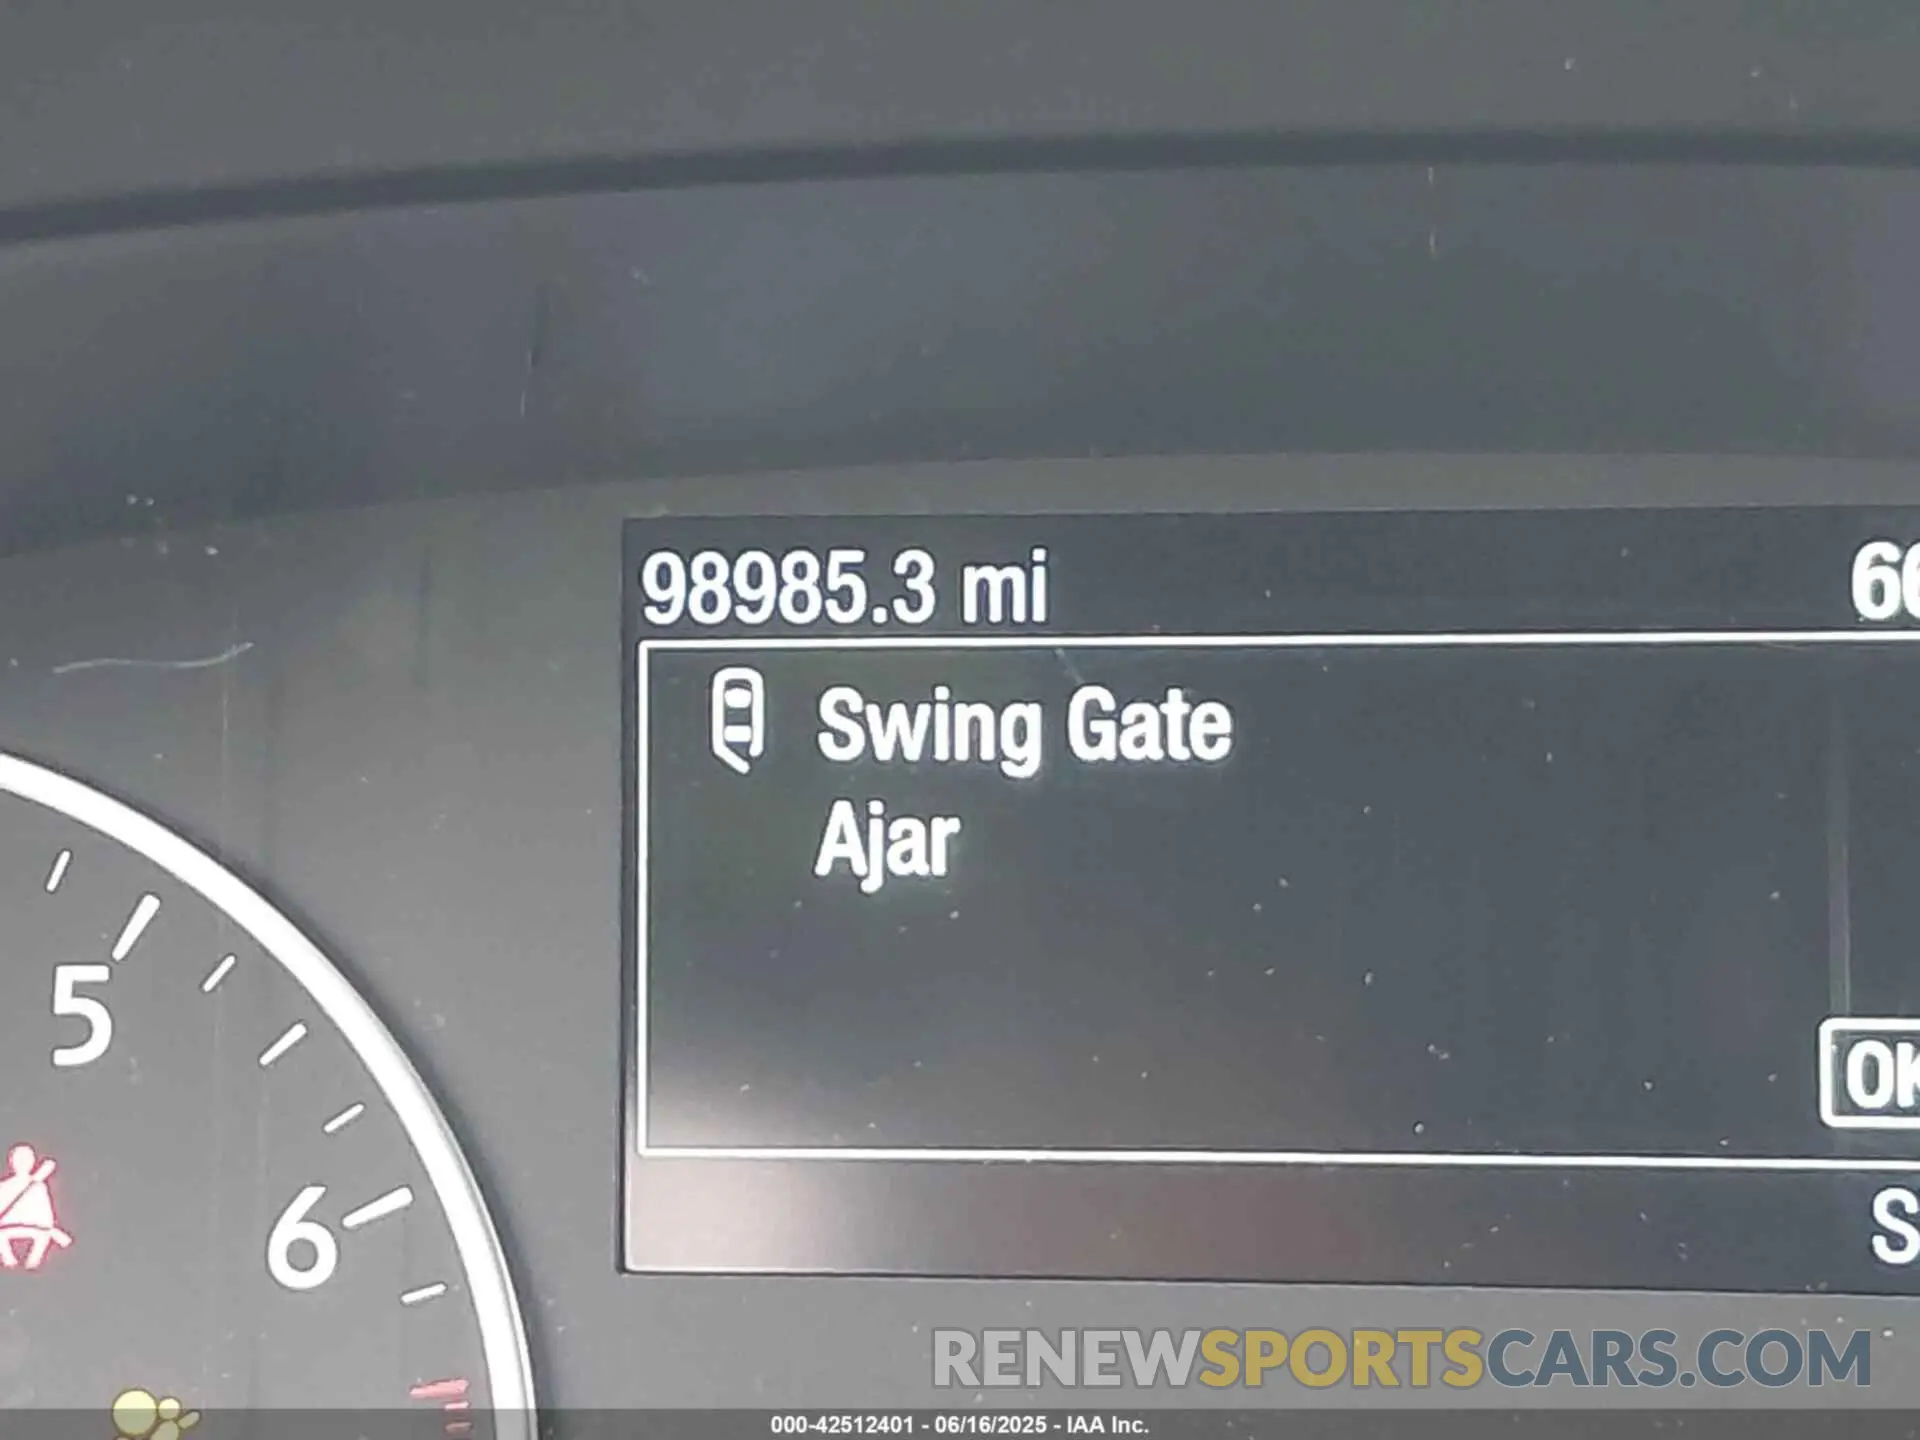 98985.3 mi
Swing Gate
Ajar
5
6
RENEWSPORTSCARS.COM
000-42512401 - 06/16/2025 - IAA Inc.